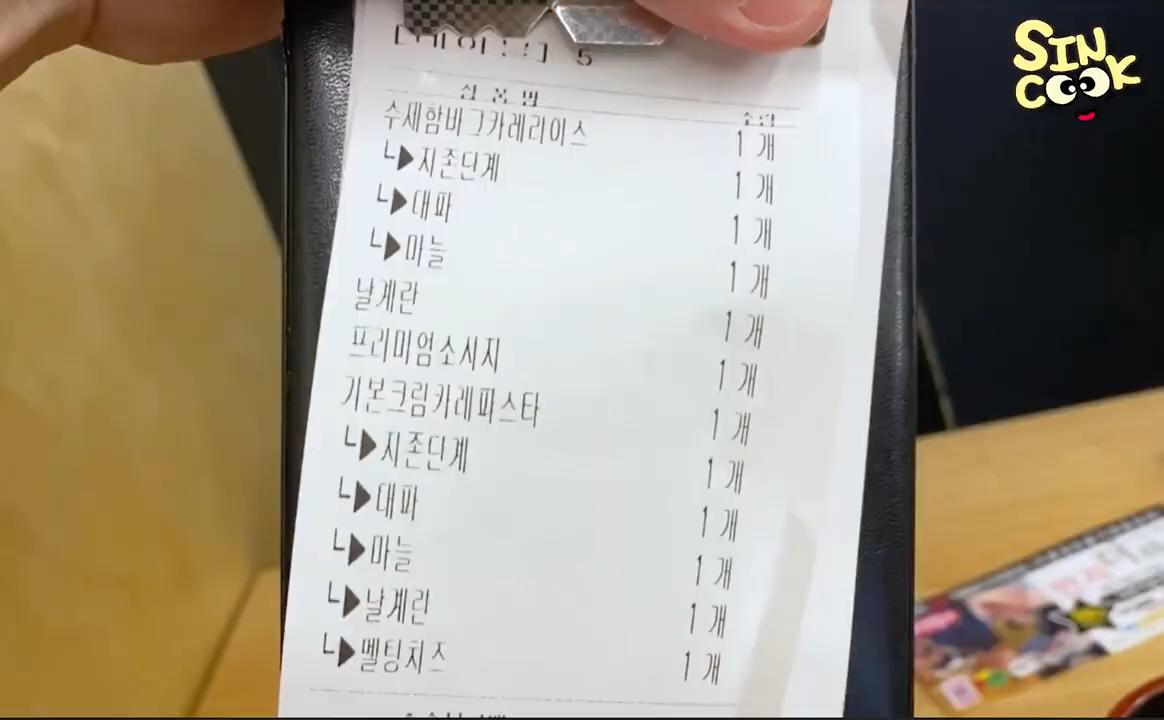 SIN COOK
[테이블] 5
상 품 명 수량
수제함바그카레라이스 1 개
└▶지존단계 1 개
└▶대파 1 개
└▶마늘 1 개
날계란 1 개
프리미엄소시지 1 개
기본크림카레파스타 1 개
└▶지존단계 1 개
└▶대파 1 개
└▶마늘 1 개
└▶날계란 1 개
└▶멜팅치즈 1 개